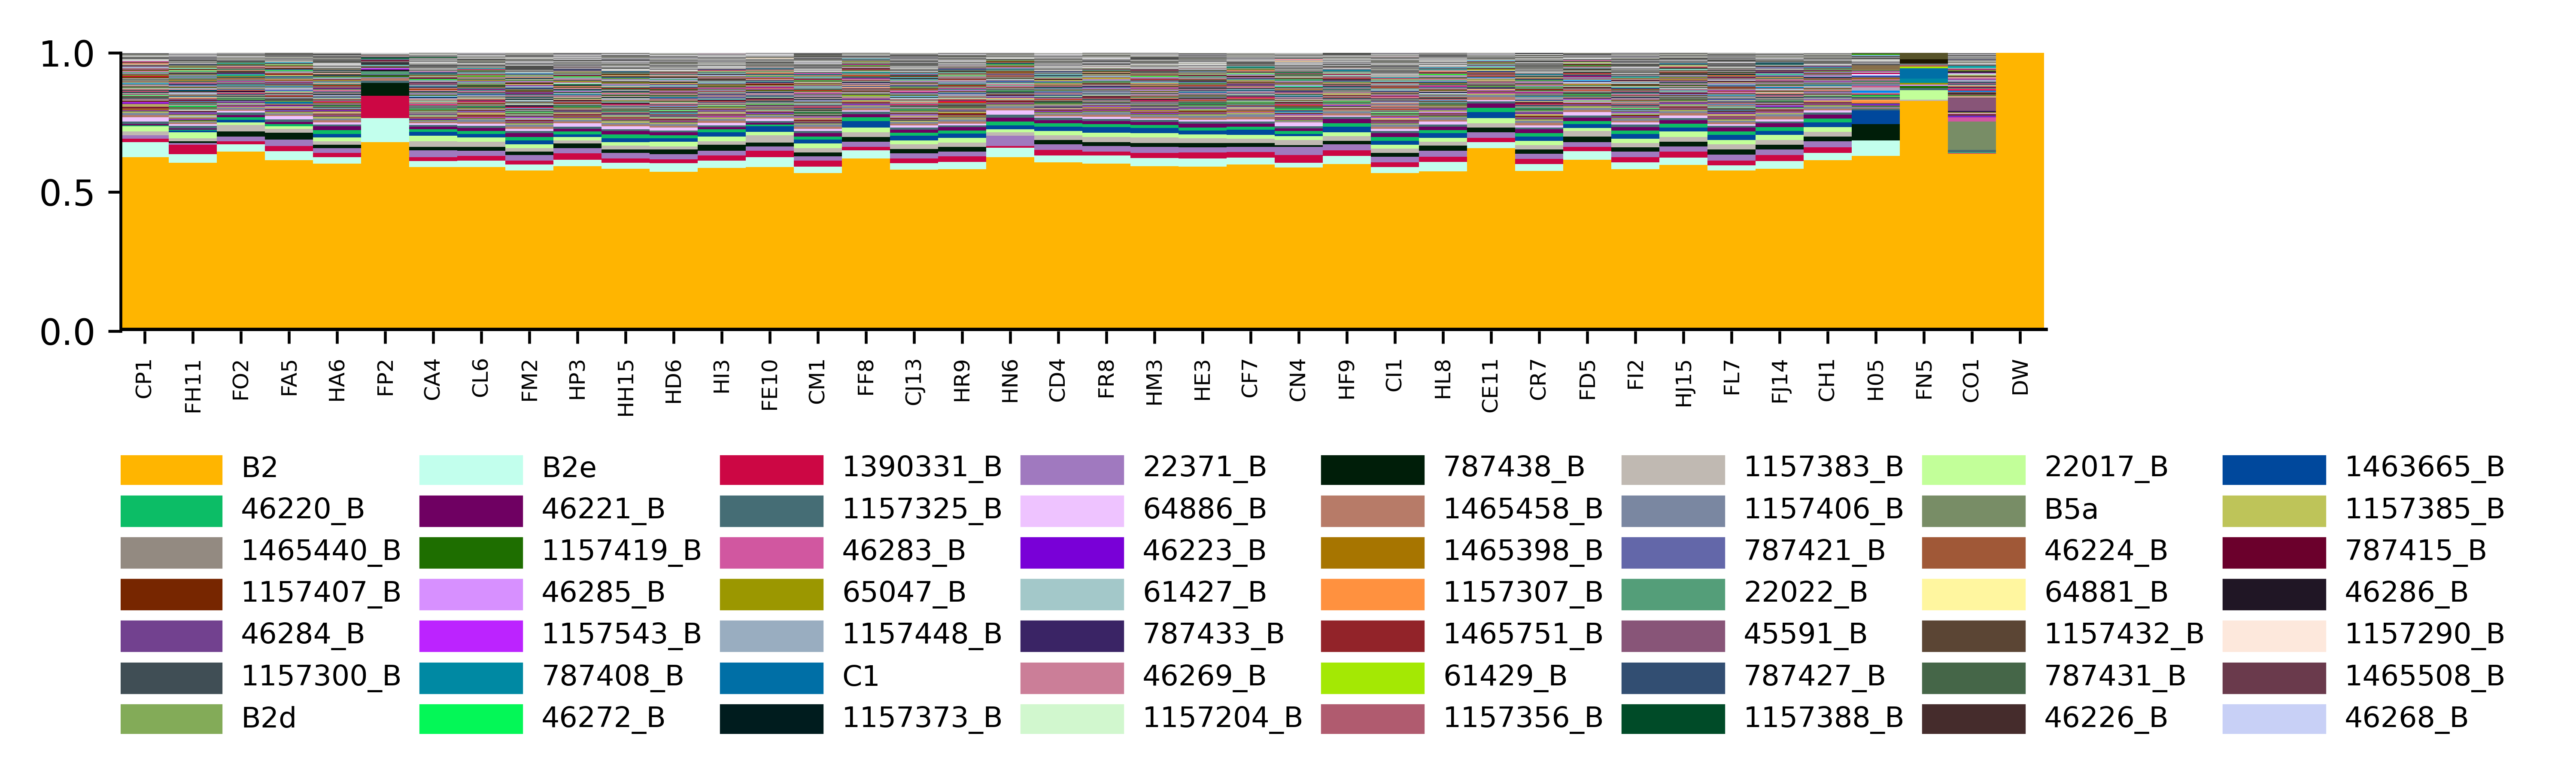 1.0
0.5
0.0
CP1 FH11 FO2 FA5 HA6 FP2 CA4 CL6 FM2 HP3 HH15 HD6 HI3 FE10 CM1 FF8 CJ13 HR9 HN6 CD4 FR8 HM3 HE3 CF7 CN4 HF9 CI1 HL8 CE11 CR7 FD5 FI2 HJ15 FL7 FJ14 CH1 H05 FN5 CO1 DW
B2 B2e 1390331_B 22371_B 787438_B 1157383_B 22017_B 1463665_B
46220_B 46221_B 1157325_B 64886_B 1465458_B 1157406_B B5a 1157385_B
1465440_B 1157419_B 46283_B 46223_B 1465398_B 787421_B 46224_B 787415_B
1157407_B 46285_B 65047_B 61427_B 1157307_B 22022_B 64881_B 46286_B
46284_B 1157543_B 1157448_B 787433_B 1465751_B 45591_B 1157432_B 1157290_B
1157300_B 787408_B C1 46269_B 61429_B 787427_B 787431_B 1465508_B
B2d 46272_B 1157373_B 1157204_B 1157356_B 1157388_B 46226_B 46268_B